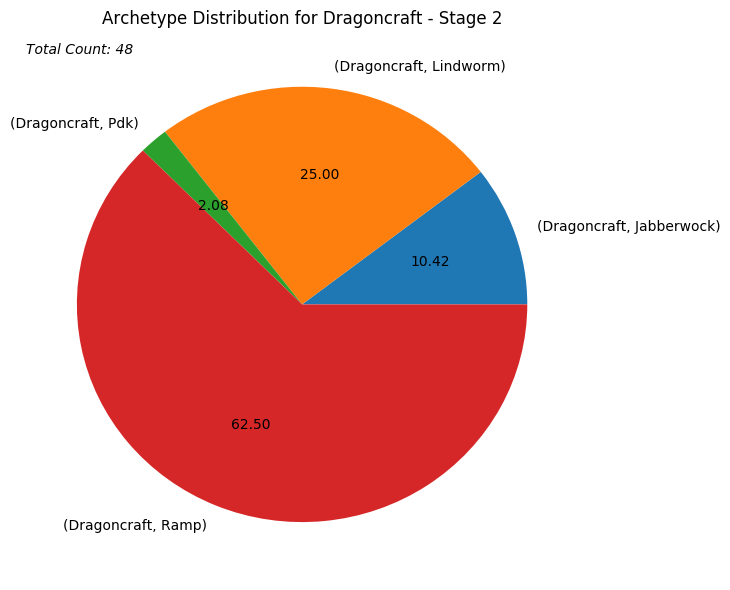 Archetype Distribution for Dragoncraft - Stage 2
Total Count: 48
(Dragoncraft, Lindworm)
(Dragoncraft, Pdk)
25.00
2.08
(Dragoncraft, Jabberwock)
10.42
62.50
(Dragoncraft, Ramp)